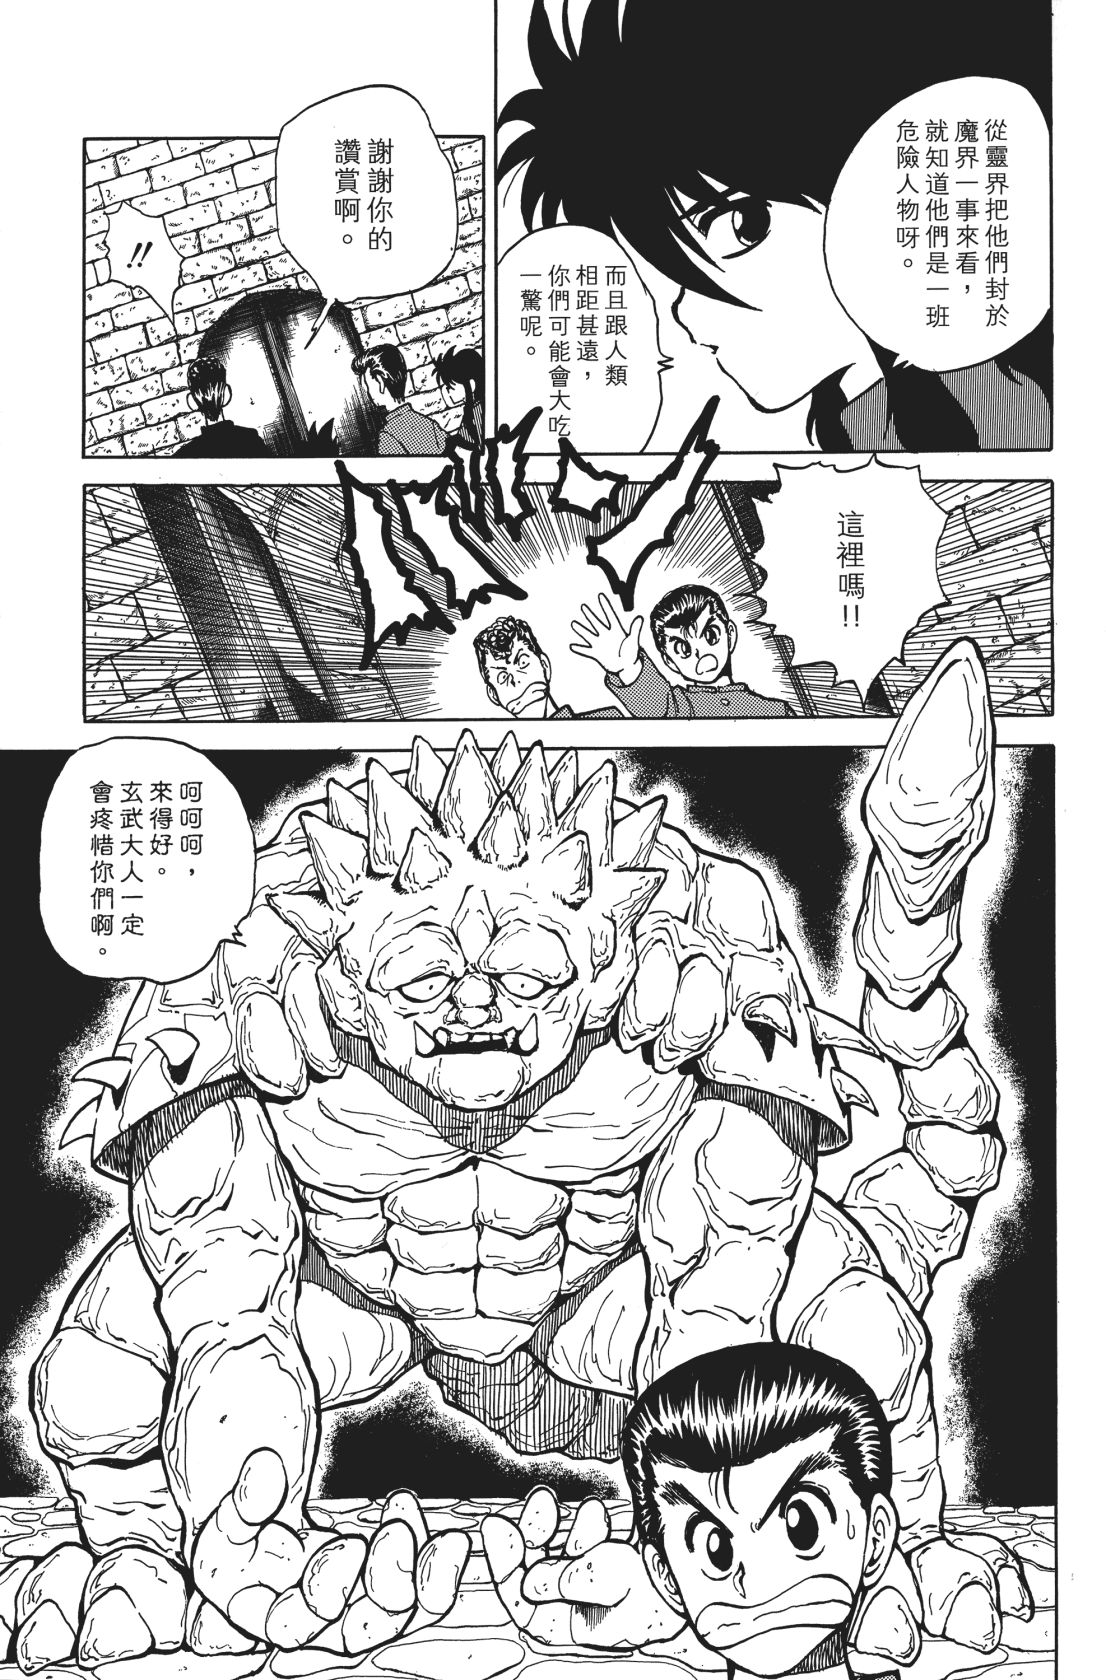 從靈界把他們封於
魔界一事來看，
就知道他們是一班
危險人物呀。
而且跟人類
相距甚遠，
你們可能會大吃
一驚呢。
謝謝你的
讚賞啊。
!!
這裡嗎!!
呵呵呵，
來得好。
玄武大人一定
會疼惜你們啊。